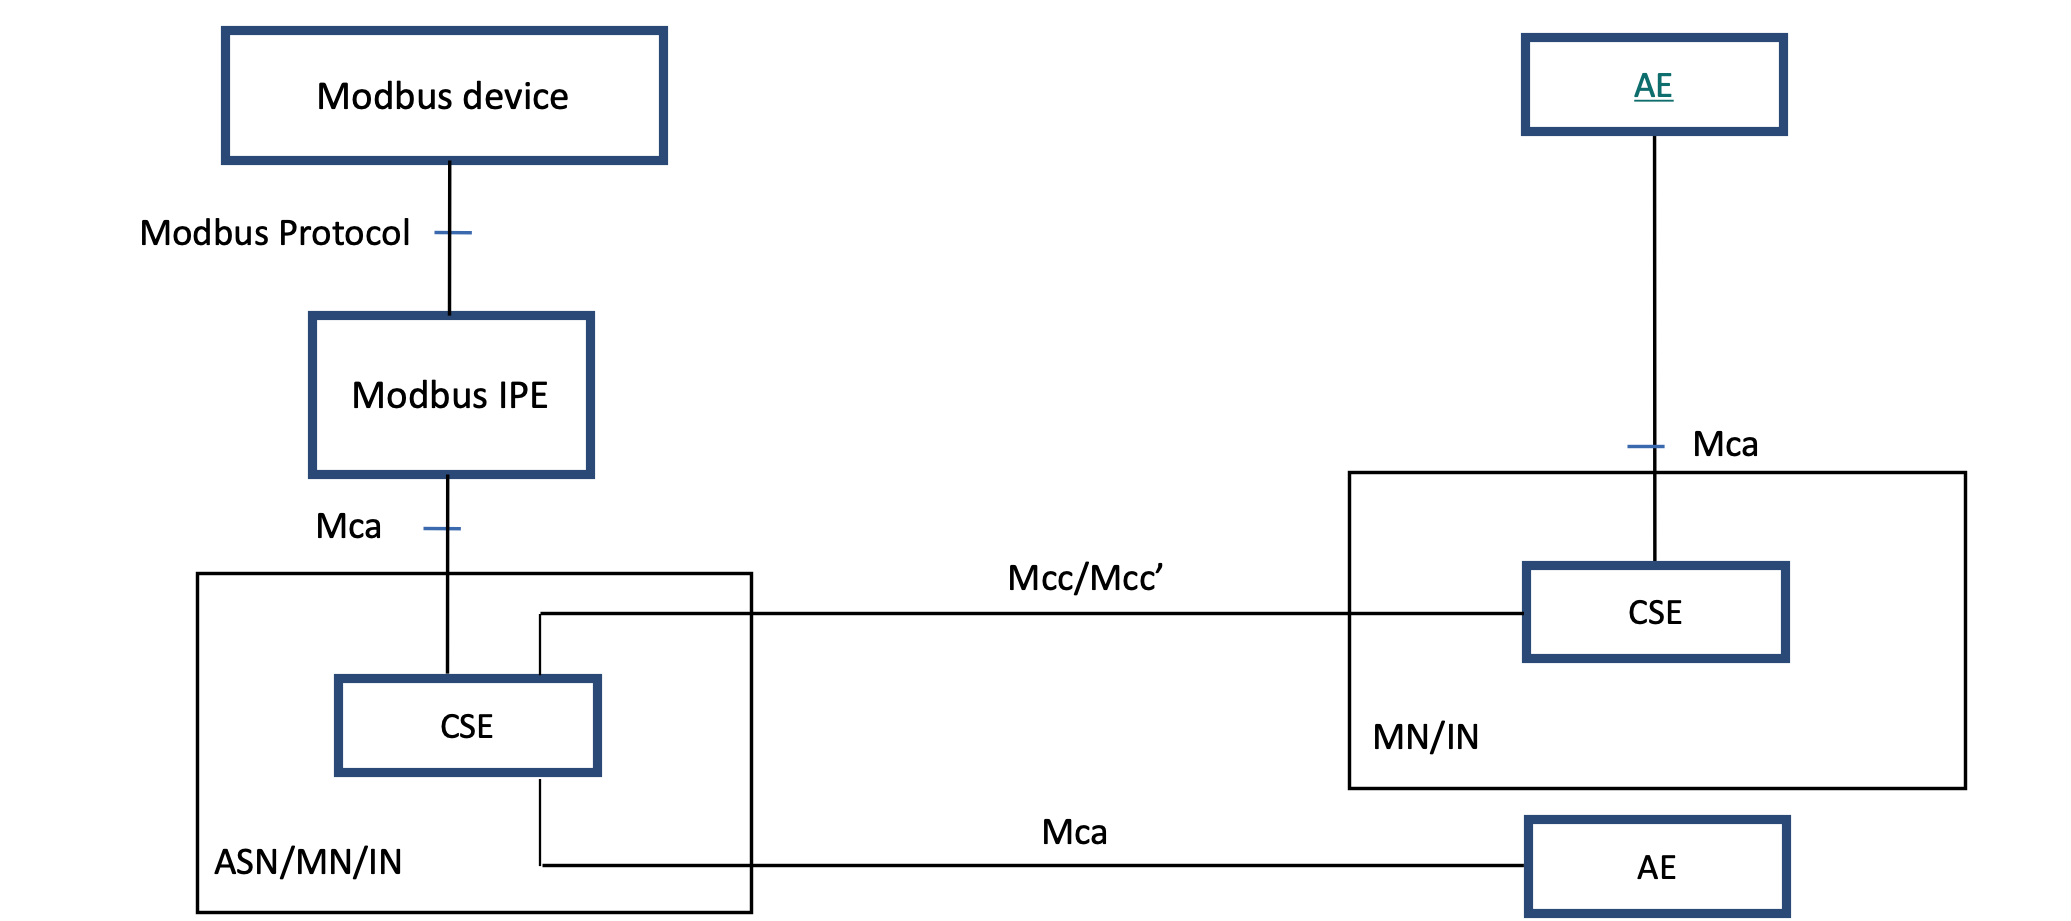 Modbus device
AE
Modbus Protocol
Modbus IPE
Mca
Mca
Mcc/Mcc’
CSE
CSE
MN/IN
Mca
ASN/MN/IN
AE